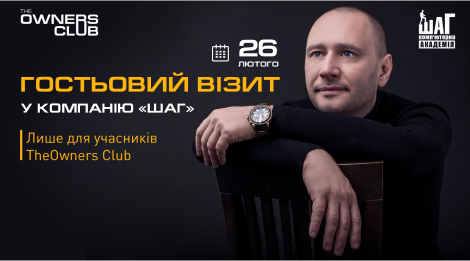 THE
OWNERS
CLUB
ШАГ
КОМП'ЮТЕРНА
АКАДЕМІЯ
26
ЛЮТОГО
ГОСТЬОВИЙ ВІЗИТ
У КОМПАНІЮ «ШАГ»
Лише для учасників
TheOwners Club